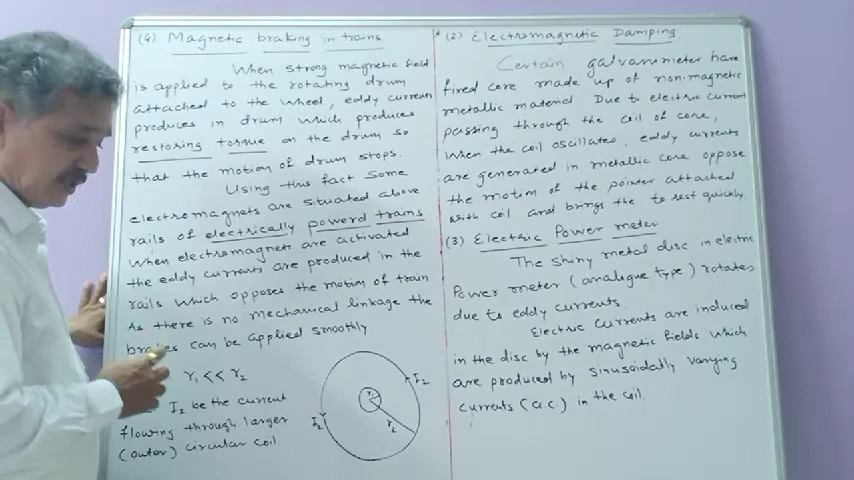 (4) Magnetic braking in trains
When strong magnetic field
is applied to the rotating drum
attached to the wheel, eddy currents
produces in drum which produces
restoring torque on the drum so
that the motion of drum stops.
Using this fact some
electromagnets are situated above
rails of electrically powerd trains
When electromagnets are activated
the eddy currents are produced in the
rails which opposes the motion of train
As there is no mechanical linkage the
brakes can be applied smoothly.
r1 << r2
I2 be the current
flowing through larger
(outer) circular coil
I2
I2
r1
r2
(2) Electromagnetic Damping
Certain galvanometer have
fixed core made up of nonmagnetic
metallic material Due to electric current
passing through the coil of core,
When the coil oscillates, eddy currents
are generated in metallic core oppose
the motion of the pointer attached
with coil and brings the to rest quickly.
(3) Electric Power meter
The shiny metal disc in electric
Power meter (analogue type) rotates
due to eddy currents
Electric currents are induced
in the disc by the magnetic fields which
are produced by sinusoidally varying
currents (a.c.) in the coil